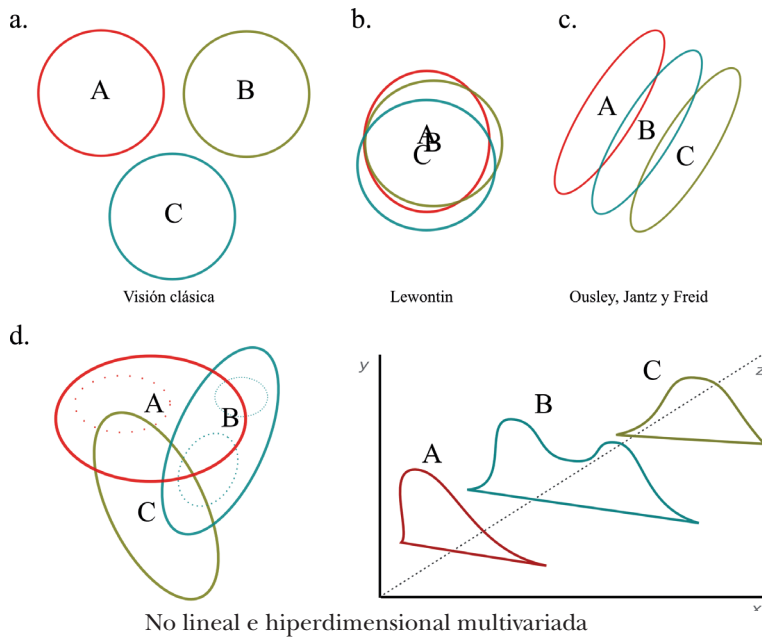 a.
b.
c.
A
B
C
A
B
C
A
B
C
Visión clásica
Lewontin
Ousley, Jantz y Freid
d.
A
B
C
y
z
A
B
C
x
No lineal e hiperdimensional multivariada